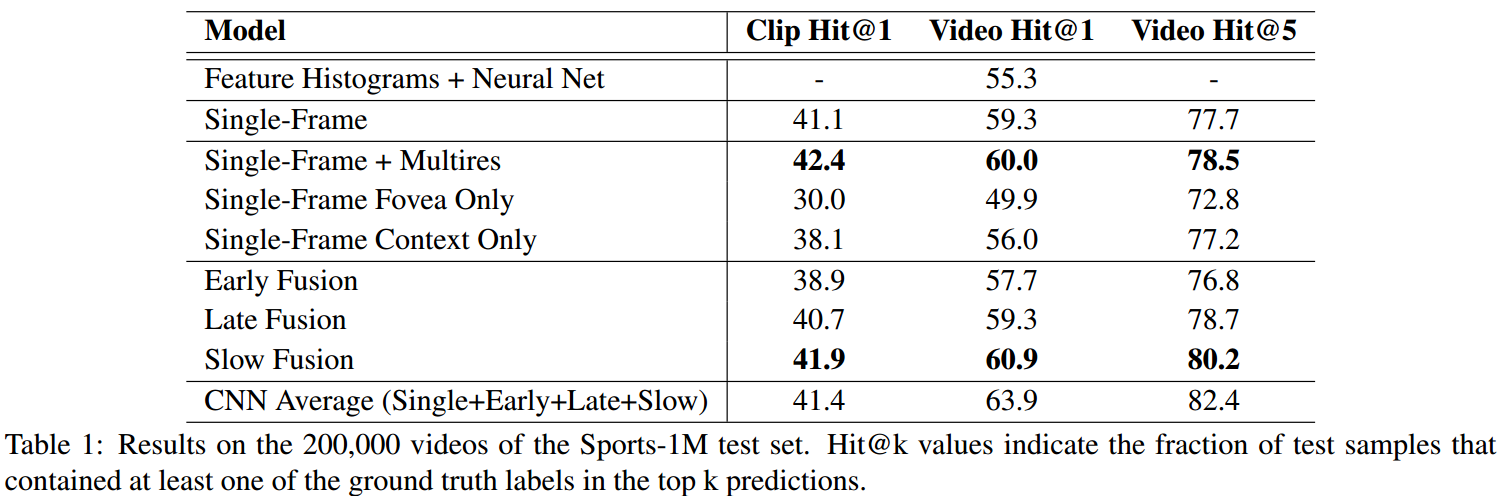 Model Clip Hit@1 Video Hit@1 Video Hit@5
Feature Histograms + Neural Net - 55.3 -
Single-Frame 41.1 59.3 77.7
Single-Frame + Multires 42.4 60.0 78.5
Single-Frame Fovea Only 30.0 49.9 72.8
Single-Frame Context Only 38.1 56.0 77.2
Early Fusion 38.9 57.7 76.8
Late Fusion 40.7 59.3 78.7
Slow Fusion 41.9 60.9 80.2
CNN Average (Single+Early+Late+Slow) 41.4 63.9 82.4
Table 1: Results on the 200,000 videos of the Sports-1M test set. Hit@k values indicate the fraction of test samples that
contained at least one of the ground truth labels in the top k predictions.